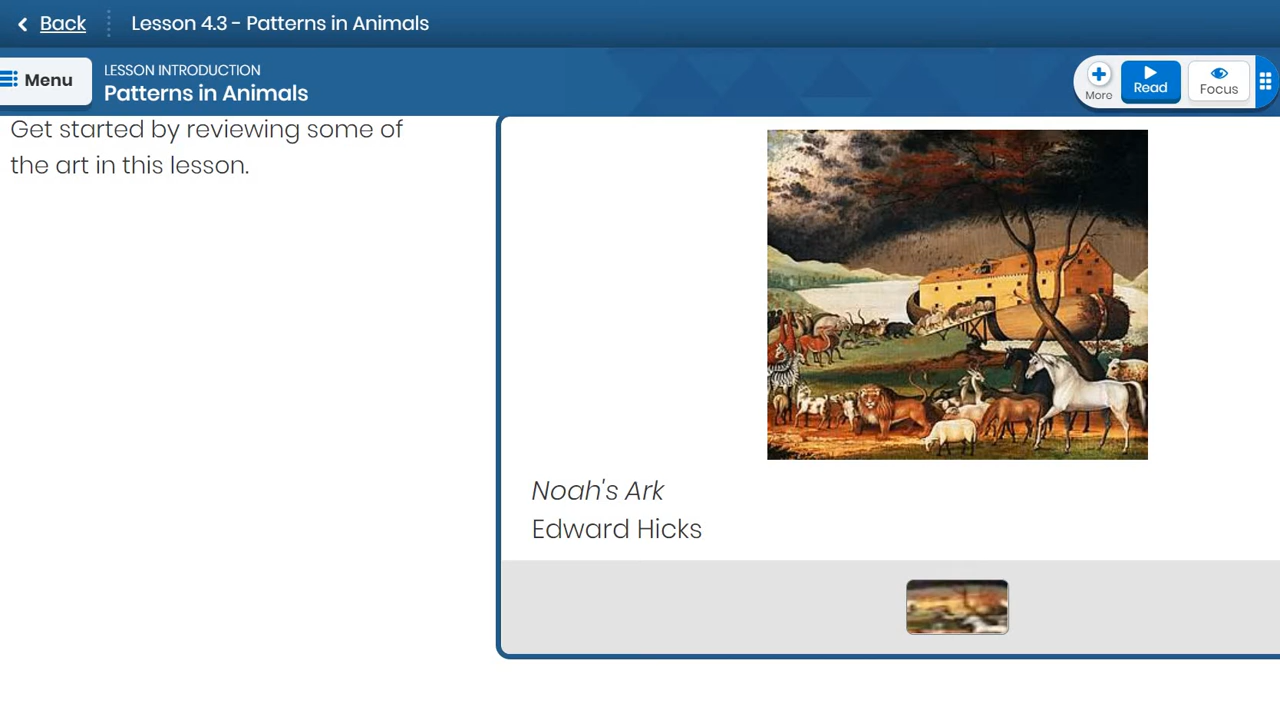 Back
Lesson 4.3 - Patterns in Animals
Menu
LESSON INTRODUCTION
Patterns in Animals
More
Read
Focus
Get started by reviewing some of
the art in this lesson.
Noah's Ark
Edward Hicks